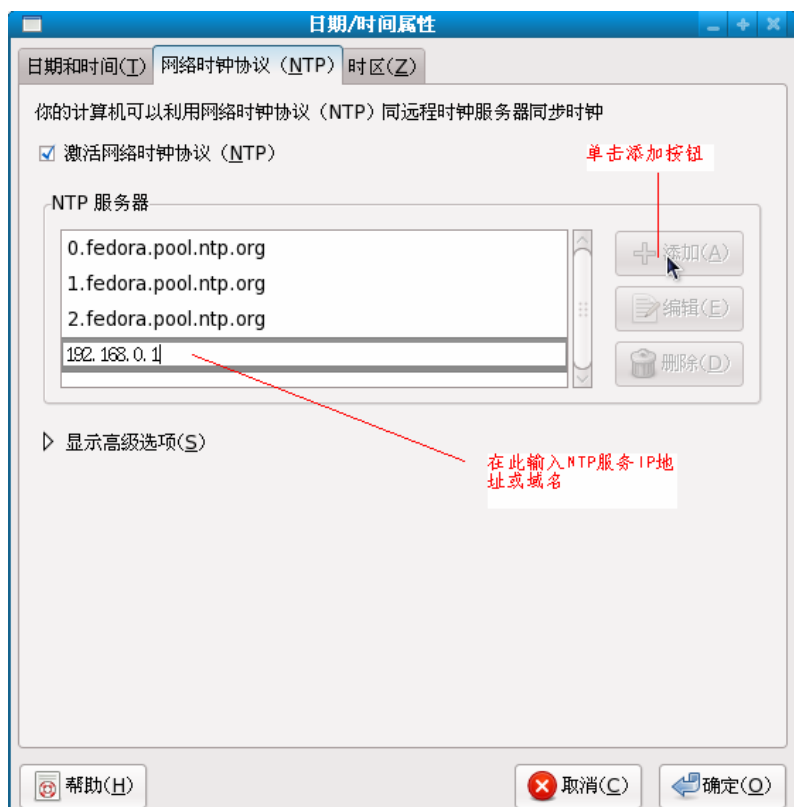 日期/时间属性
日期和时间(T) 网络时钟协议（NTP） 时区(Z)
你的计算机可以利用网络时钟协议（NTP）同远程时钟服务器同步时钟
激活网络时钟协议（NTP）
单击添加按钮
NTP 服务器
0.fedora.pool.ntp.org
添加(A)
1.fedora.pool.ntp.org
2.fedora.pool.ntp.org
编辑(E)
192.168.0.1
删除(D)
显示高级选项(S)
在此输入NTP服务IP地
址或域名
帮助(H) 取消(C) 确定(O)